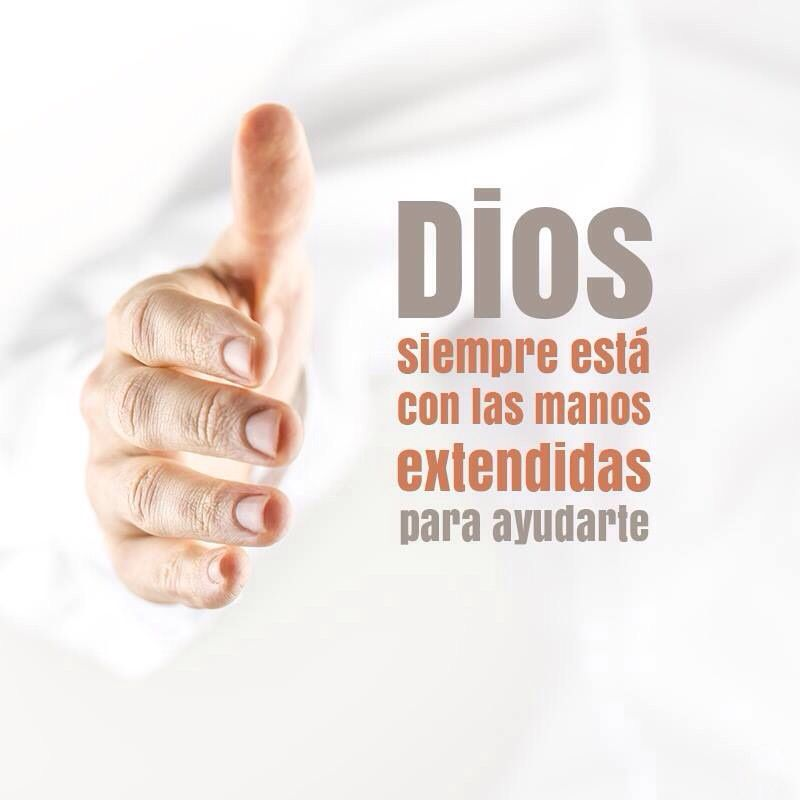 Dios
siempre está
con las manos
extendidas
para ayudarte